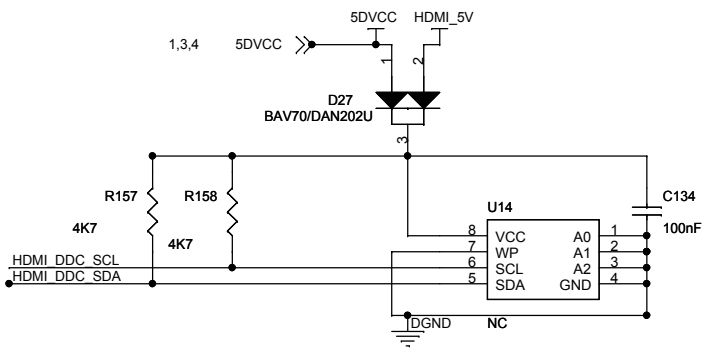 5DVCC HDMI_5V
1,3,4 5DVCC
1 2
D27
BAV70/DAN202U
3
R157 R158 C134
U14
4K7 100nF
4K7
8 VCC A0 1
7 WP A1 2
HDMI_DDC_SCL 6 SCL A2 3
HDMI_DDC_SDA 5 SDA GND 4
DGND NC